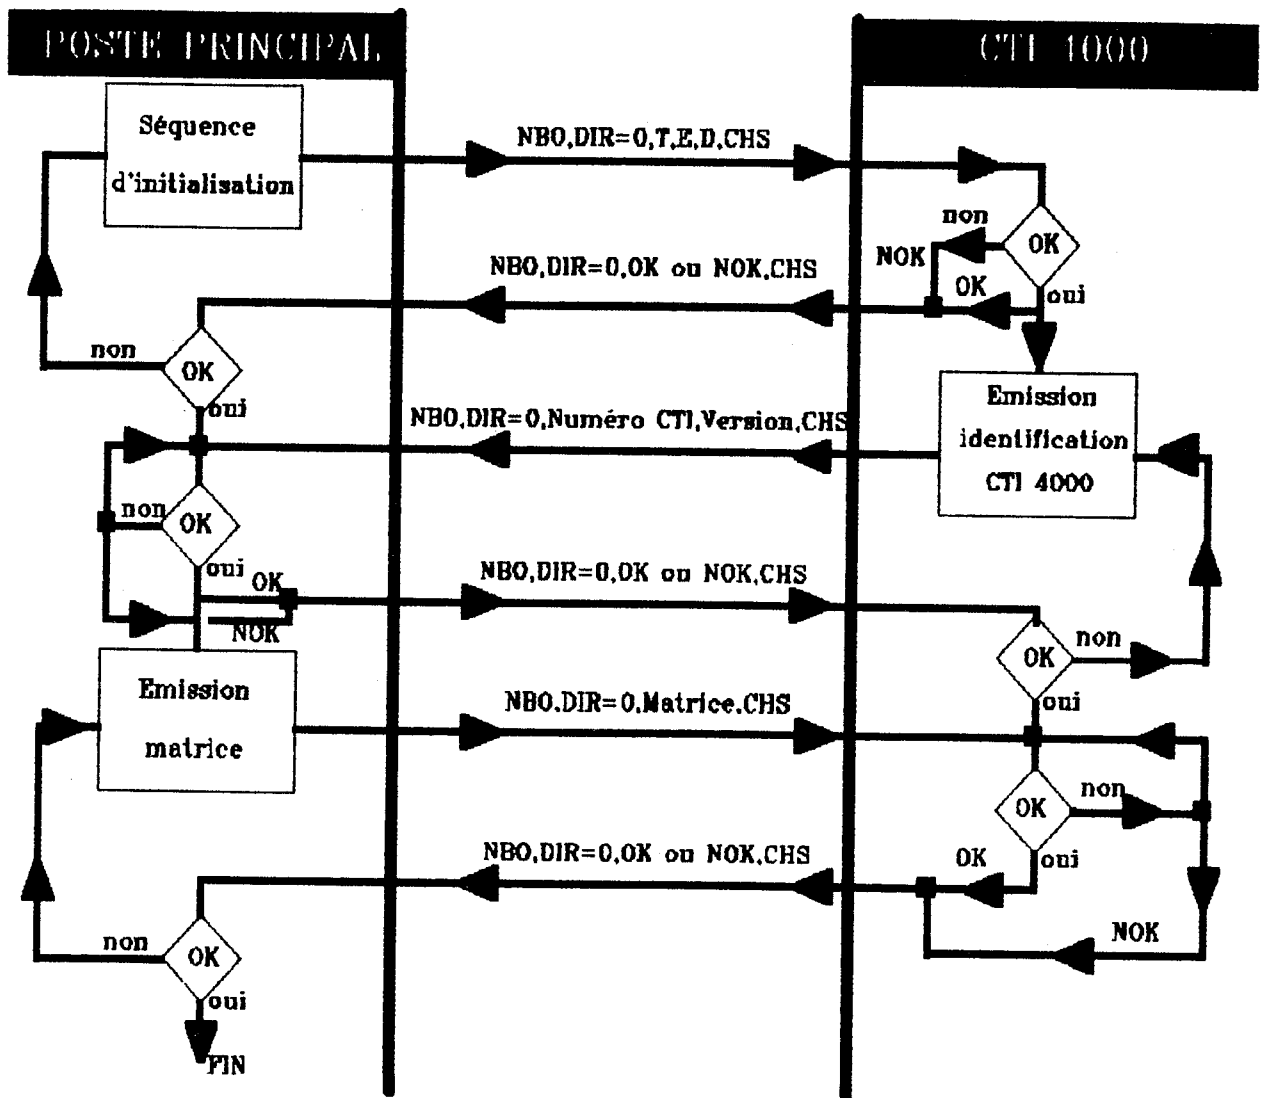 POSTE PRINCIPAL
CTI 4000
Séquence
d'initialisation
NBO,DIR=0,T,E,D,CHS
non
OK
NOK
OK
oui
NBO,DIR=0,OK ou NOK,CHS
non
OK
oui
NBO,DIR=0,Numéro CTI,Version,CHS
Emission
identification
CTI 4000
non
OK
oui
OK
NOK
NBO,DIR=0,OK ou NOK,CHS
OK
non
oui
Emission
matrice
NBO.DIR=0.Matrice.CHS
OK
non
oui
OK
NOK
NBO,DIR=0,OK ou NOK,CHS
non
OK
oui
FIN